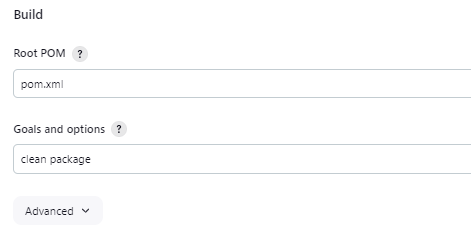 Build
Root POM ?
pom.xml
Goals and options ?
clean package
Advanced